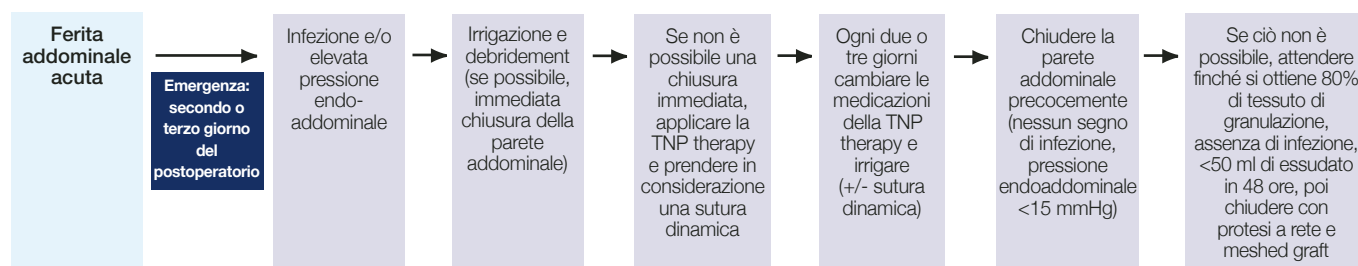 Ferita
addominale
acuta
Emergenza:
secondo o
terzo giorno
del
postoperatorio
Infezione e/o
elevata
pressione
endo-
addominale
Irrigazione e
debridement
(se possibile,
immediata
chiusura della
parete
addominale)
Se non è
possibile una
chiusura
immediata,
applicare la
TNP therapy
e prendere in
considerazione
una sutura
dinamica
Ogni due o
tre giorni
cambiare le
medicazioni
della TNP
therapy e
irrigare
(+/- sutura
dinamica)
Chiudere la
parete
addominale
precocemente
(nessun segno
di infezione,
pressione
endoaddominale
<15 mmHg)
Se ciò non è
possibile, attendere
finché si ottiene 80%
di tessuto di
granulazione,
assenza di infezione,
<50 ml di essudato
in 48 ore, poi
chiudere con
protesi a rete e
meshed graft